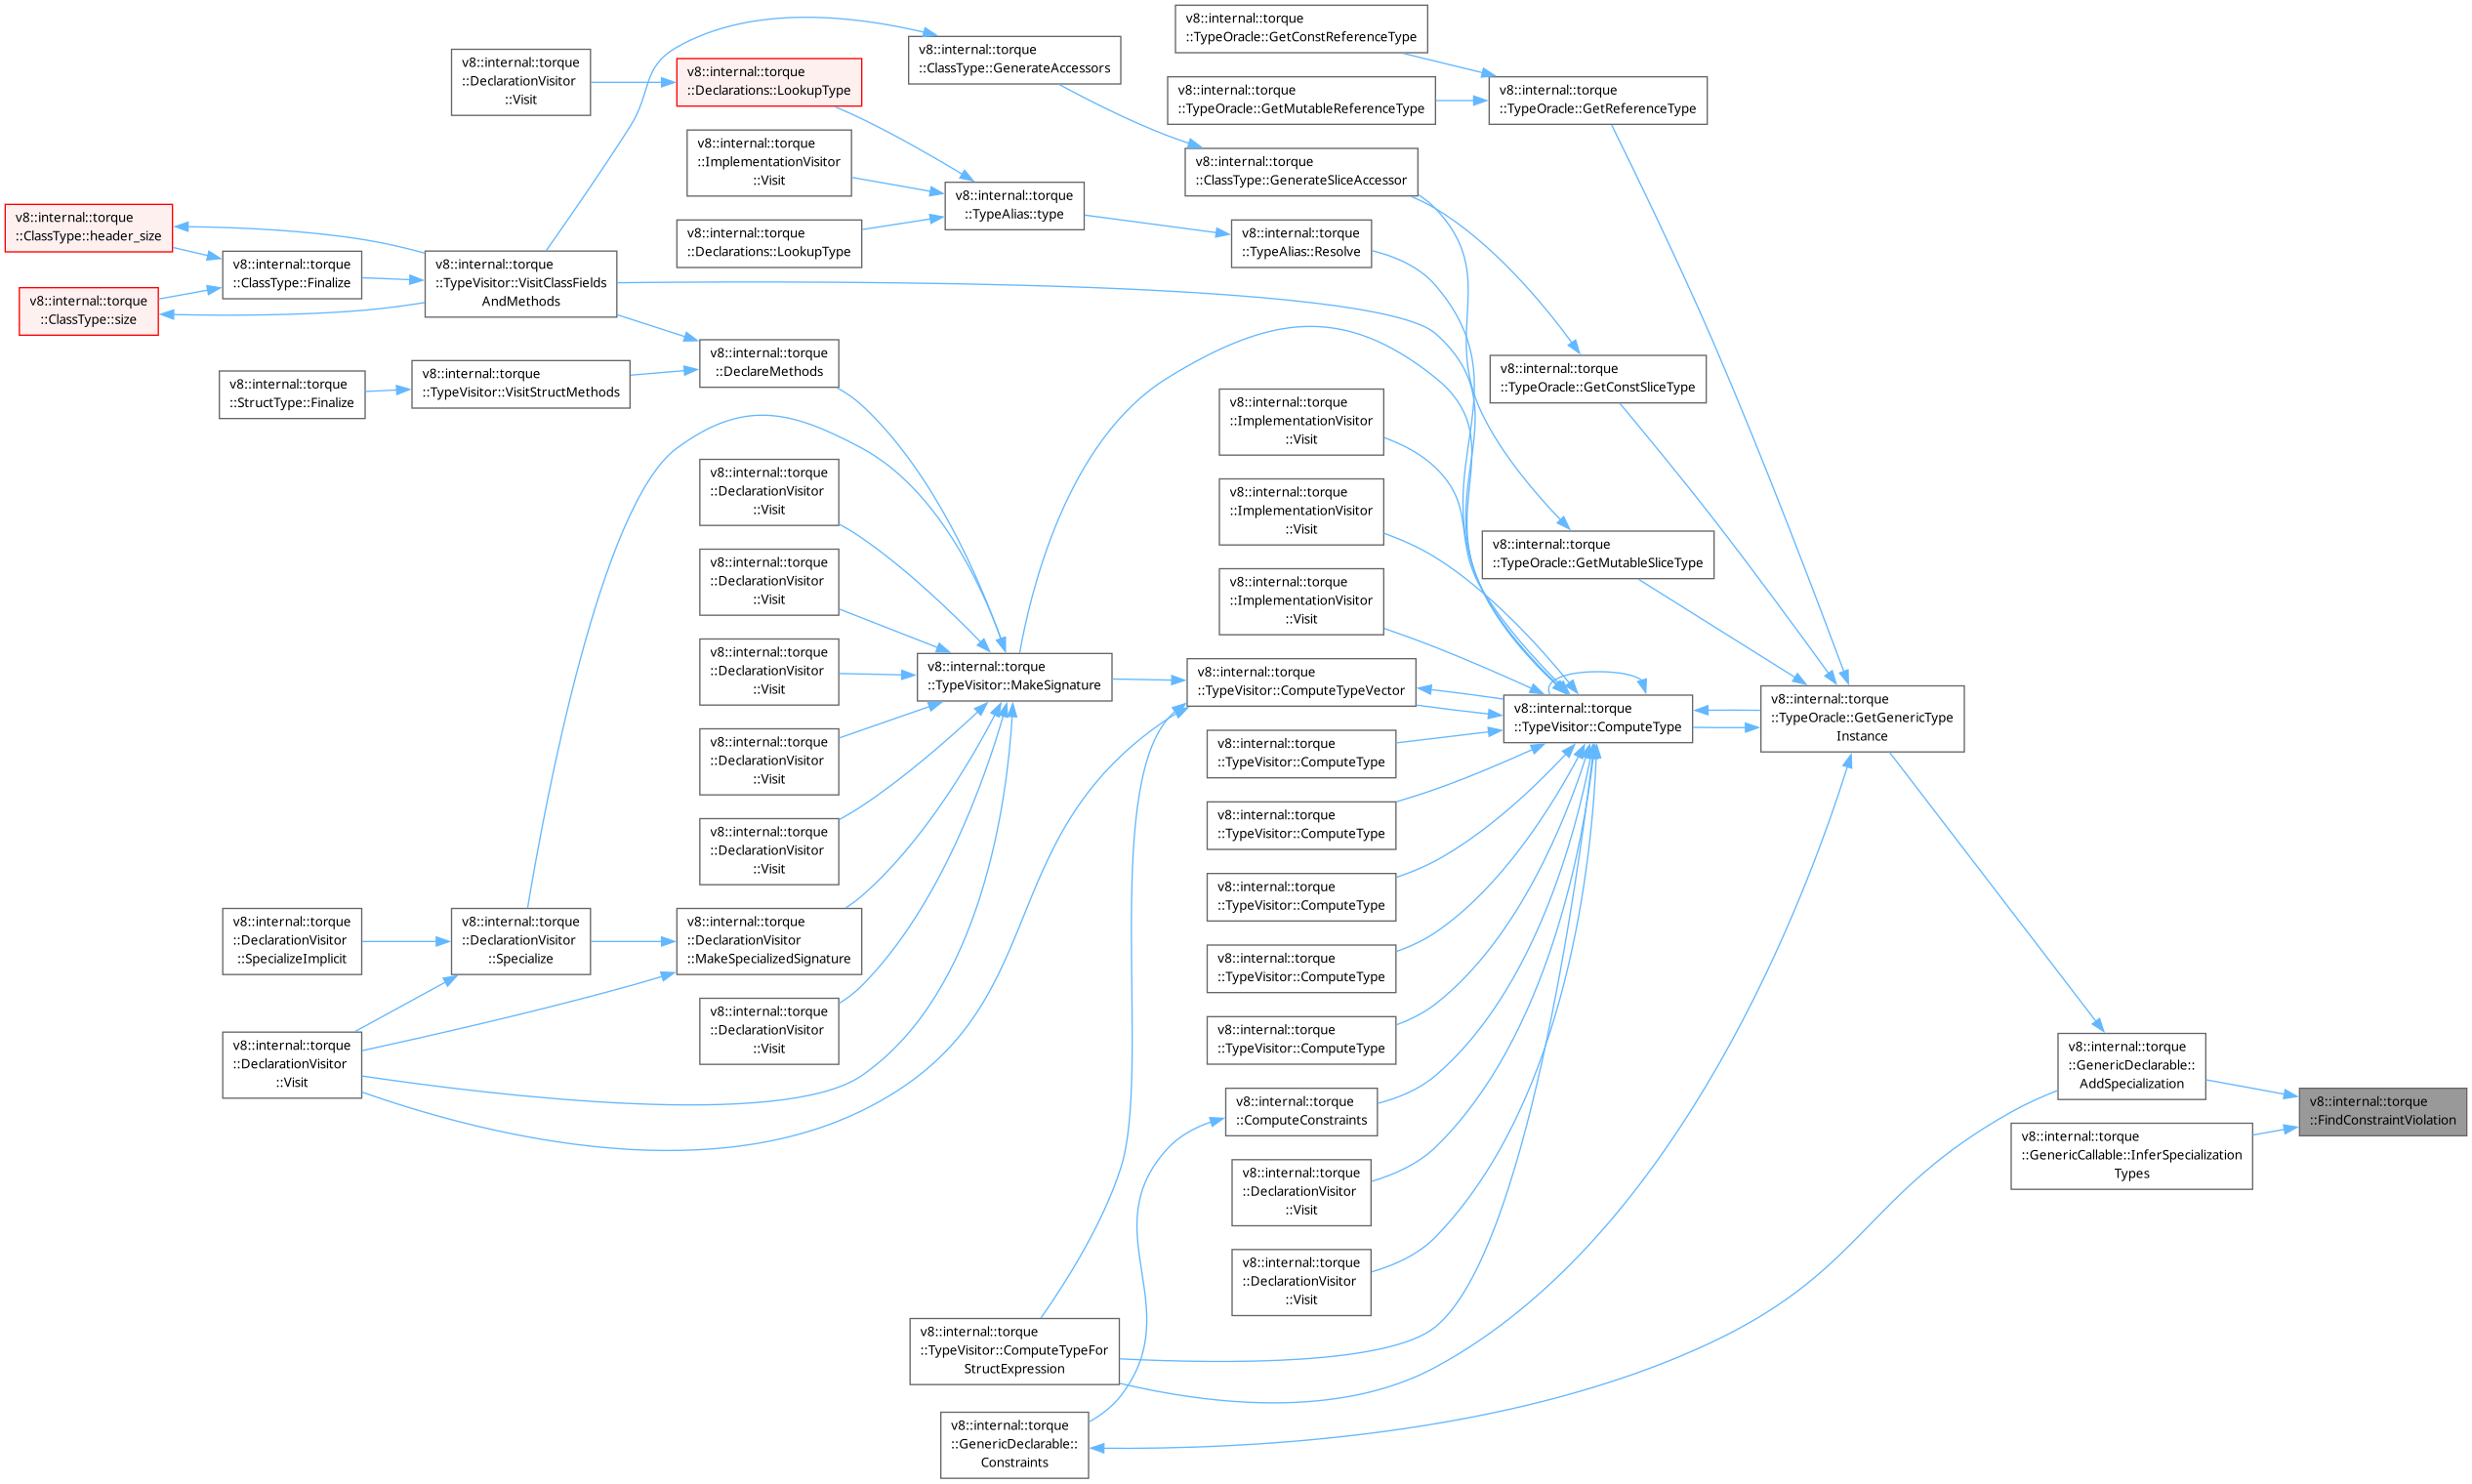 v8::internal::torque
::TypeOracle::GetConstReferenceType
v8::internal::torque
::DeclarationVisitor
::Visit
v8::internal::torque
::Declarations::LookupType
v8::internal::torque
::ClassType::GenerateAccessors
v8::internal::torque
::TypeOracle::GetMutableReferenceType
v8::internal::torque
::TypeOracle::GetReferenceType
v8::internal::torque
::ImplementationVisitor
::Visit
v8::internal::torque
::ClassType::GenerateSliceAccessor
v8::internal::torque
::TypeAlias::type
v8::internal::torque
::ClassType::header_size
v8::internal::torque
::Declarations::LookupType
v8::internal::torque
::TypeAlias::Resolve
v8::internal::torque
::ClassType::Finalize
v8::internal::torque
::TypeVisitor::VisitClassFields
AndMethods
v8::internal::torque
::ClassType::size
v8::internal::torque
::DeclareMethods
v8::internal::torque
::StructType::Finalize
v8::internal::torque
::TypeVisitor::VisitStructMethods
v8::internal::torque
::TypeOracle::GetConstSliceType
v8::internal::torque
::ImplementationVisitor
::Visit
v8::internal::torque
::DeclarationVisitor
::Visit
v8::internal::torque
::ImplementationVisitor
::Visit
v8::internal::torque
::TypeOracle::GetMutableSliceType
v8::internal::torque
::DeclarationVisitor
::Visit
v8::internal::torque
::ImplementationVisitor
::Visit
v8::internal::torque
::DeclarationVisitor
::Visit
v8::internal::torque
::TypeVisitor::MakeSignature
v8::internal::torque
::TypeVisitor::ComputeTypeVector
v8::internal::torque
::TypeVisitor::ComputeType
v8::internal::torque
::TypeOracle::GetGenericType
Instance
v8::internal::torque
::DeclarationVisitor
::Visit
v8::internal::torque
::TypeVisitor::ComputeType
v8::internal::torque
::TypeVisitor::ComputeType
v8::internal::torque
::DeclarationVisitor
::Visit
v8::internal::torque
::TypeVisitor::ComputeType
v8::internal::torque
::DeclarationVisitor
::SpecializeImplicit
v8::internal::torque
::DeclarationVisitor
::Specialize
v8::internal::torque
::DeclarationVisitor
::MakeSpecializedSignature
v8::internal::torque
::TypeVisitor::ComputeType
v8::internal::torque
::DeclarationVisitor
::Visit
v8::internal::torque
::TypeVisitor::ComputeType
v8::internal::torque
::DeclarationVisitor
::Visit
v8::internal::torque
::GenericDeclarable::
AddSpecialization
v8::internal::torque
::ComputeConstraints
v8::internal::torque
::FindConstraintViolation
v8::internal::torque
::GenericCallable::InferSpecialization
Types
v8::internal::torque
::DeclarationVisitor
::Visit
v8::internal::torque
::DeclarationVisitor
::Visit
v8::internal::torque
::TypeVisitor::ComputeTypeFor
StructExpression
v8::internal::torque
::GenericDeclarable::
Constraints